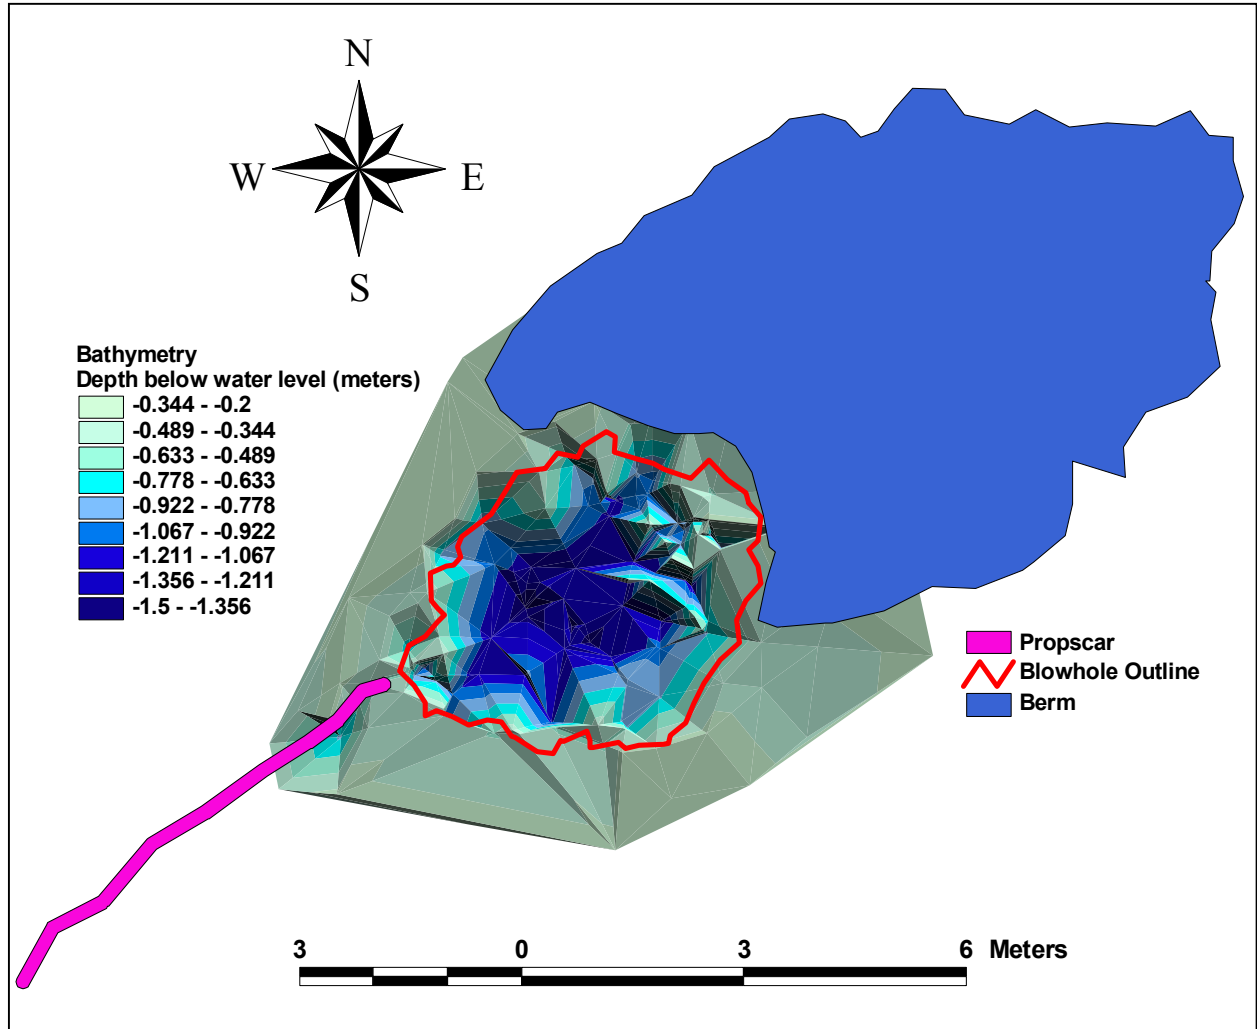 N
W E
S
Bathymetry
Depth below water level (meters)
-0.344 - -0.2
-0.489 - -0.344
-0.633 - -0.489
-0.778 - -0.633
-0.922 - -0.778
-1.067 - -0.922
-1.211 - -1.067
-1.356 - -1.211
-1.5 - -1.356
Propscar
Blowhole Outline
Berm
3 0 3 6 Meters